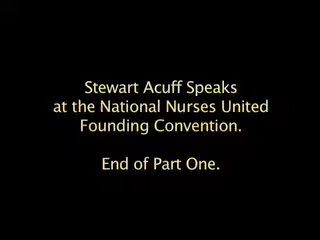 Stewart Acuff Speaks
at the National Nurses United
Founding Convention.
End of Part One.